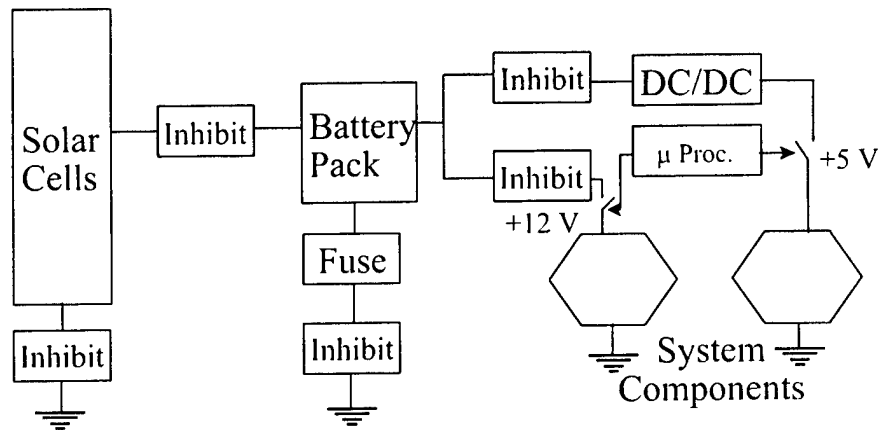 Solar
Cells
Inhibit
Inhibit
Battery
Pack
Fuse
Inhibit
Inhibit
DC/DC
Inhibit
μ Proc.
+5 V
+12 V
System
Components